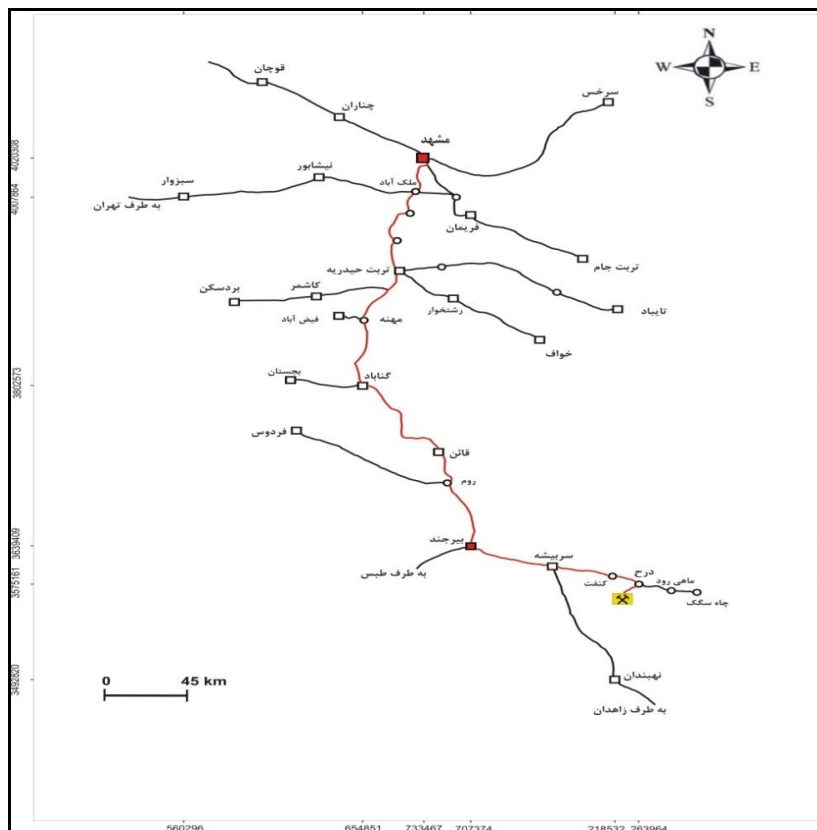 N
W E
S
قوچان
چناران
سرخس
مشهد
4020308
نیشابور
ملک آباد
سبزوار
4007864
به طرف تهران
فریمان
تربت جام
تربت حیدریه
کاشمر
بردسکن
رشتخوار
تایباد
فیض آباد
مهنه
خواف
بجستان
گناباد
3802573
فردوس
قائن
روم
بیرجند
3639409
سربیشه
به طرف طبس
درح
کنفت
ماهی رود
3575161
چاه سگک
نهبندان
3492820
0 45 km
به طرف زاهدان
560296 654851 733467 707374 218532 263964